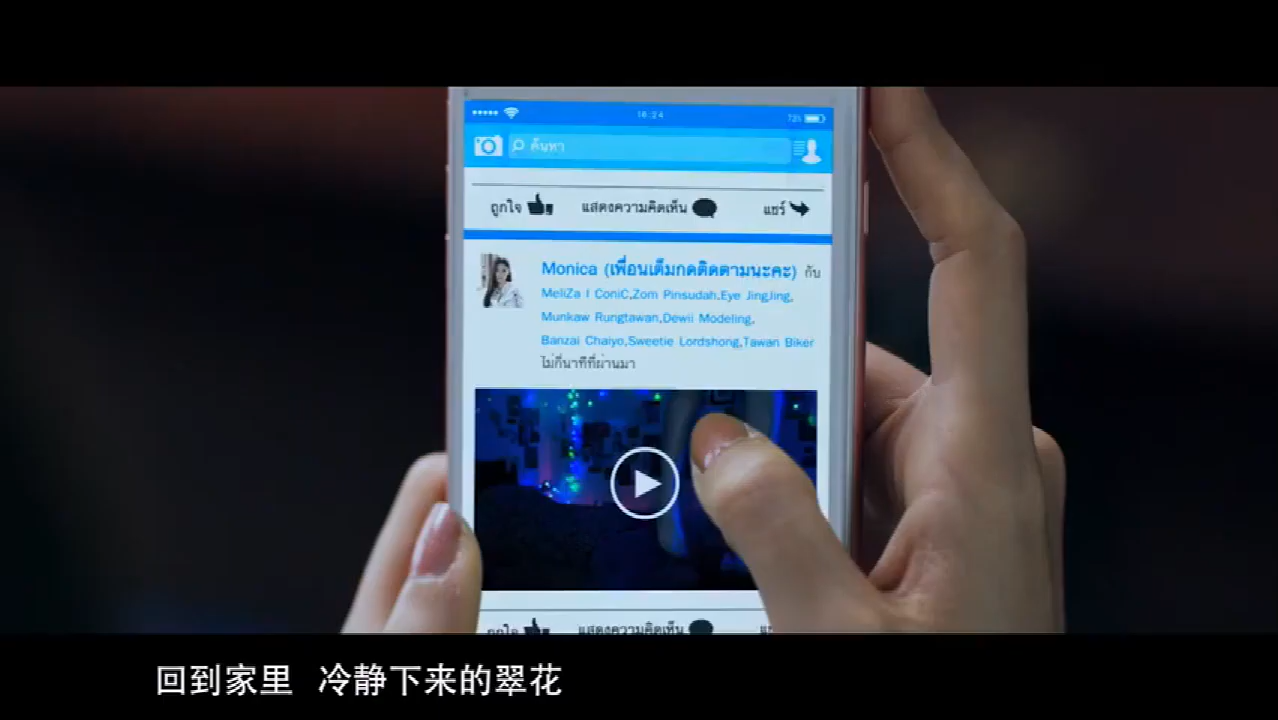 16:24
72%
ค้นหา
ถูกใจ แสดงความคิดเห็น แชร์
Monica (เพื่อนเต็มกดติดตามนะคะ) กับ
MeliZa I ConiC,Zom Pinsudah,Eye JingJing,
Munkaw Rungtawan,Dewii Modeling,
Banzai Chaiyo,Sweetie Lordshong,Tawan Biker
ไม่กี่นาทีที่ผ่านมา
ถูกใจ แสดงความคิดเห็น
回到家里 冷静下来的翠花